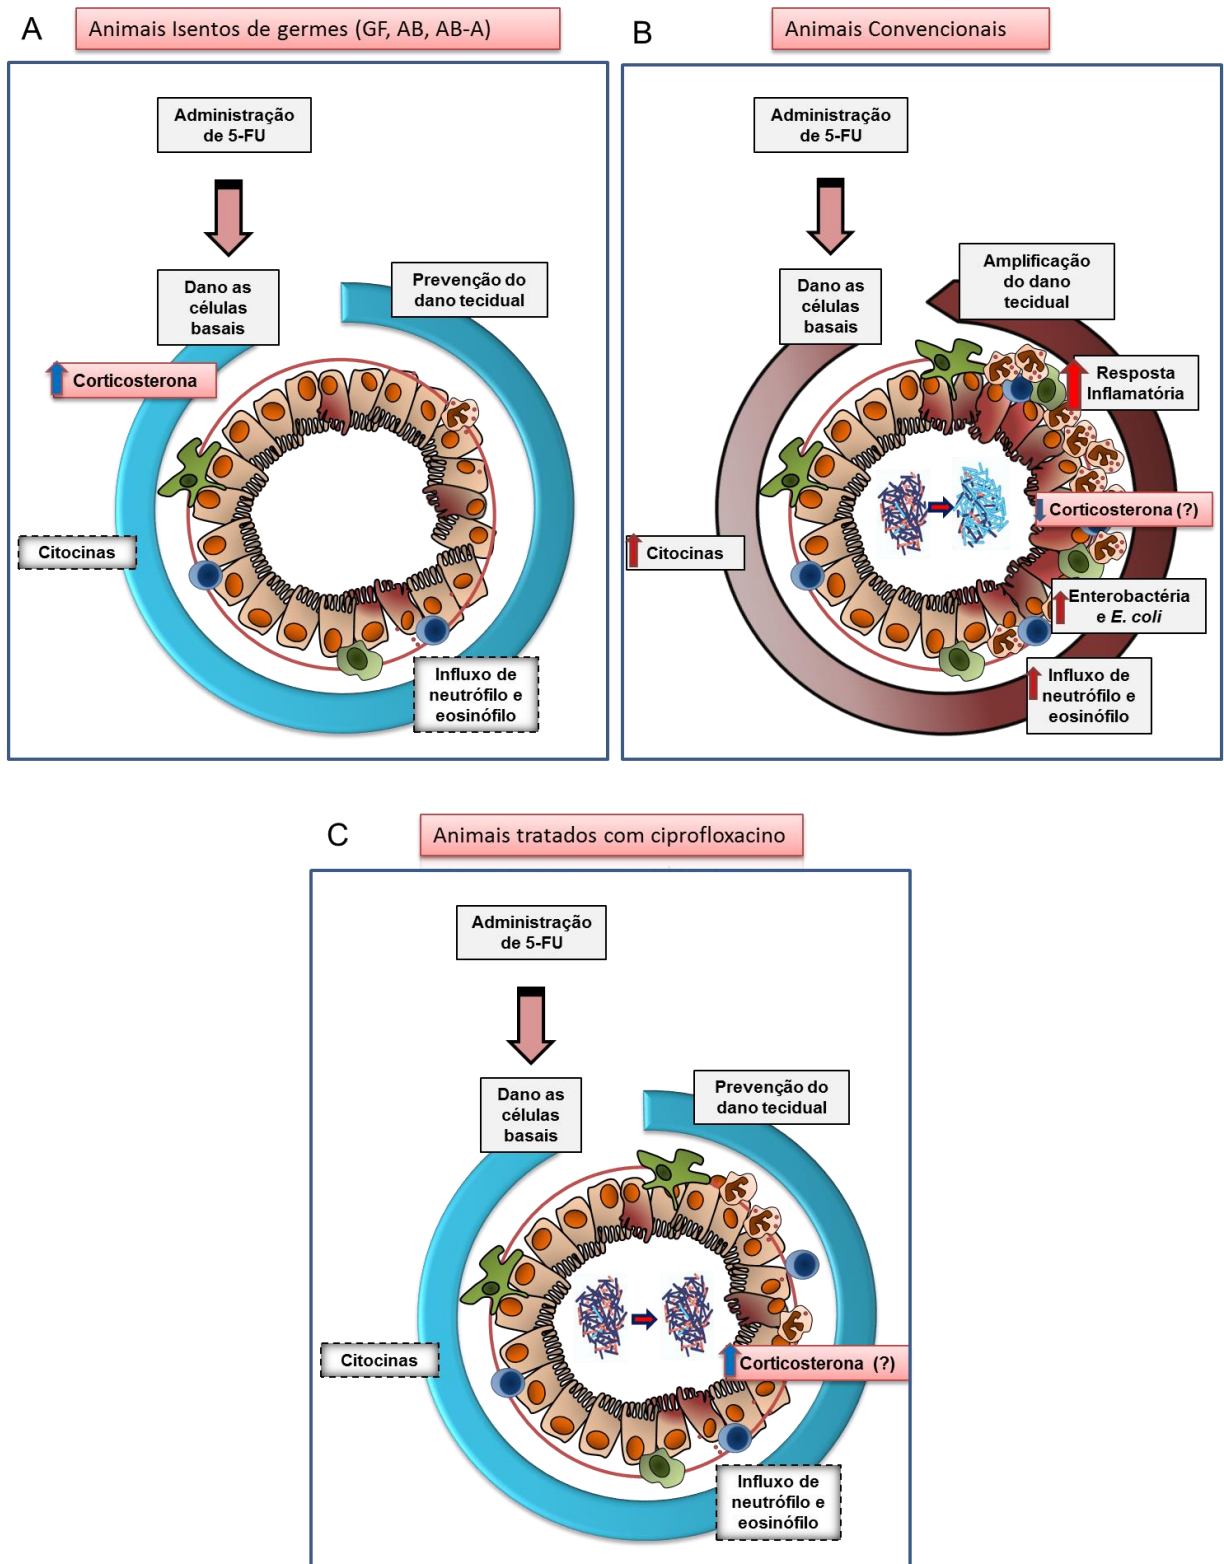 A
Animais Isentos de germes (GF, AB, AB-A)
Administração
de 5-FU
Dano as
células
basais
Prevenção do
dano tecidual
Corticosterona
Citocinas
Influxo de
neutrófilo e
eosinófilo
B
Animais Convencionais
Administração
de 5-FU
Dano as
células
basais
Amplificação
do dano
tecidual
Resposta
Inflamatória
Corticosterona (?)
Citocinas
Enterobactéria
e E. coli
Influxo de
neutrófilo e
eosinófilo
C
Animais tratados com ciprofloxacino
Administração
de 5-FU
Dano as
células
basais
Prevenção do
dano tecidual
Corticosterona (?)
Citocinas
Influxo de
neutrófilo e
eosinófilo